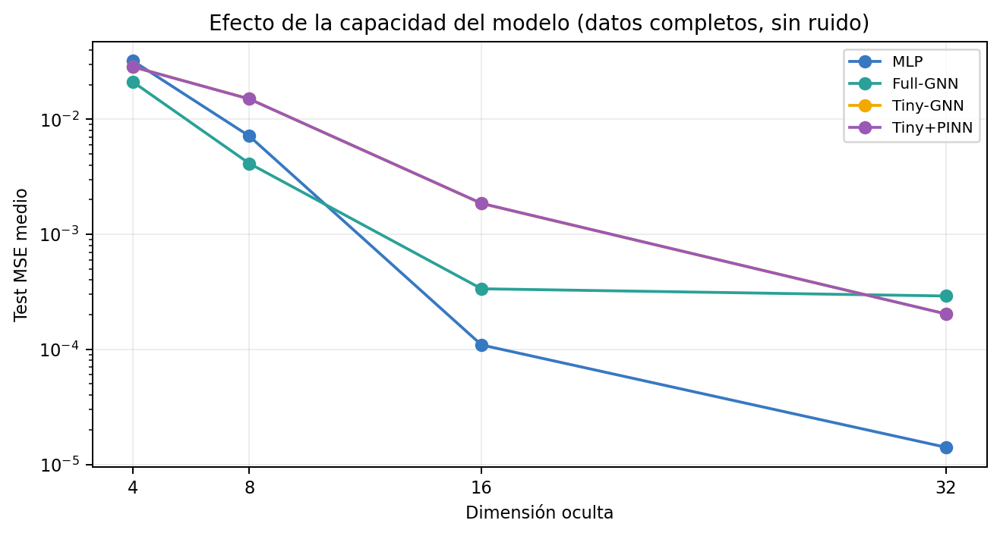 Efecto de la capacidad del modelo (datos completos, sin ruido)
MLP
Full-GNN
Tiny-GNN
Tiny+PINN
Test MSE medio
10⁻²
10⁻³
10⁻⁴
10⁻⁵
4 8 16 32
Dimensión oculta